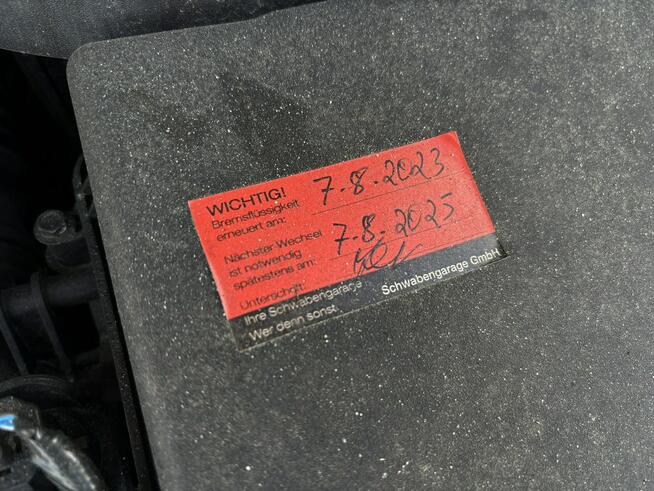 WICHTIG!
Bremsflüssigkeit
erneuert am: 7.8.2023
Nächster Wechsel
ist notwendig
spätestens am: 7.8.2025
Unterschrift:
Ihre Schwabengarage
Wer denn sonst.
Schwabengarage GmbH